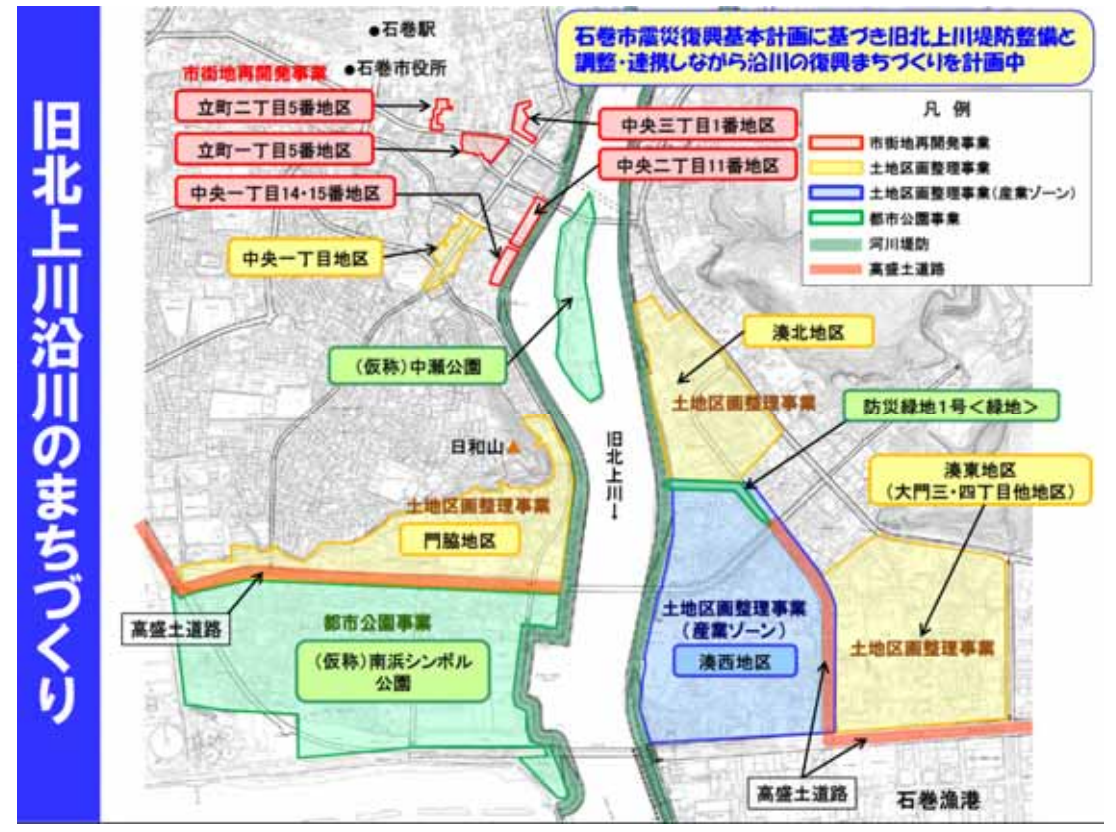 旧北上川沿川のまちづくり
石巻市震災復興基本計画に基づき旧北上川堤防整備と
調整・連携しながら沿川の復興まちづくりを計画中
●石巻駅
●石巻市役所
市街地再開発事業
立町二丁目5番地区
立町一丁目5番地区
中央一丁目14・15番地区
中央三丁目1番地区
中央二丁目11番地区
中央一丁目地区
凡 例
市街地再開発事業
土地区画整理事業
土地区画整理事業(産業ゾーン)
都市公園事業
河川堤防
高盛土道路
(仮称)中瀬公園
湊北地区
土地区画整理事業
防災緑地1号<緑地>
日和山
旧北上川→
湊東地区
(大門三・四丁目他地区)
土地区画整理事業
門脇地区
高盛土道路
都市公園事業
(仮称)南浜シンボル
公園
土地区画整理事業
(産業ゾーン)
湊西地区
土地区画整理事業
高盛土道路
石巻漁港